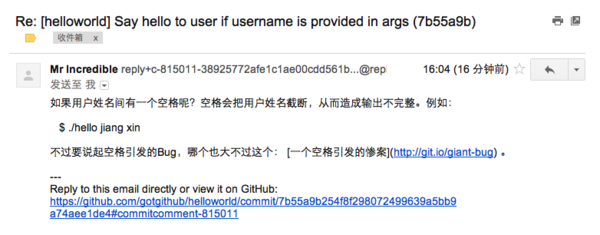 Re: [helloworld] Say hello to user if username is provided in args (7b55a9b)
收件箱 x
Mr Incredible reply+c-815011-38925772afe1c1ae00cdd561b...@repl 16:04 (16 分钟前)
发送至 我
如果用户姓名间有一个空格呢？空格会把用户姓名截断，从而造成输出不完整。例如：
$ ./hello jiang xin
不过要说起空格引发的Bug，哪个也大不过这个： [一个空格引发的惨案](http://git.io/giant-bug) 。
---
Reply to this email directly or view it on GitHub:
https://github.com/gotgithub/helloworld/commit/7b55a9b254f8f298072499639a5bb9
a74aee1de4#commitcomment-815011